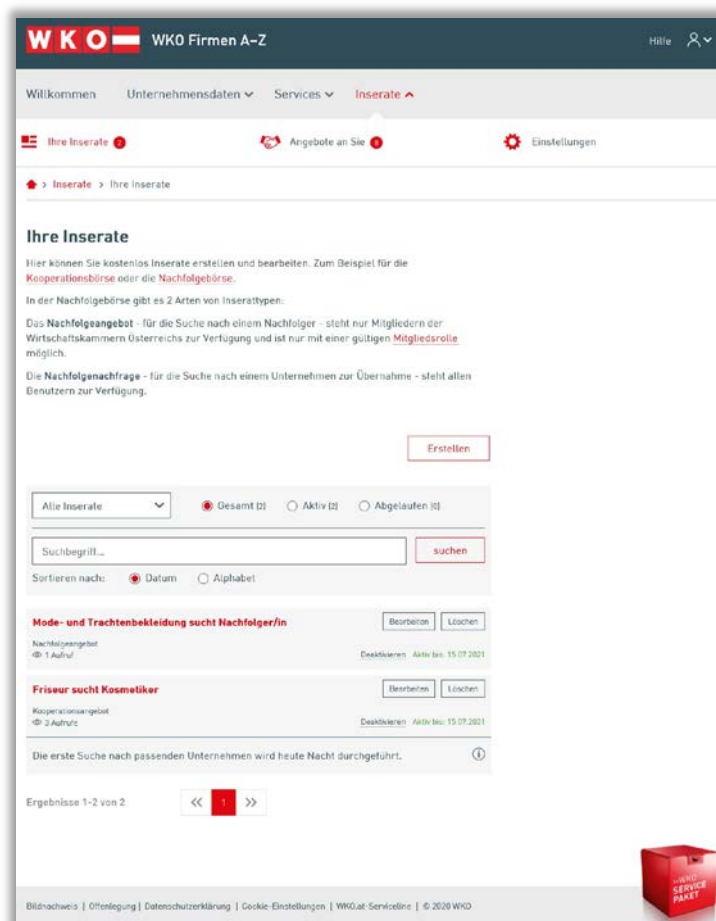 WKO WKO Firmen A–Z Hilfe
Willkommen Unternehmensdaten Services Inserate
Ihre Inserate 2 Angebote an Sie Einstellungen
> Inserate > Ihre Inserate
Ihre Inserate
Hier können Sie kostenlos Inserate erstellen und bearbeiten. Zum Beispiel für die
Kooperationsbörse oder die Nachfolgebörse.
In der Nachfolgebörse gibt es 2 Arten von Inserattypen:
Das Nachfolgeangebot - für die Suche nach einem Nachfolger - steht nur Mitgliedern der
Wirtschaftskammern Österreichs zur Verfügung und ist nur mit einer gültigen Mitgliedsrolle
möglich.
Die Nachfolgenachfrage - für die Suche nach einem Unternehmen zur Übernahme - steht allen
Benutzern zur Verfügung.
Erstellen
Alle Inserate Gesamt (2) Aktiv (2) Abgelaufen (0)
Suchbegriff... suchen
Sortieren nach: Datum Alphabet
Mode- und Trachtenbekleidung sucht Nachfolger/in Bearbeiten Löschen
Nachfolgeangebot
1 Aufruf Deaktivieren Aktiv bis: 15.07.2021
Friseur sucht Kosmetiker Bearbeiten Löschen
Kooperationsangebot
3 Aufrufe Deaktivieren Aktiv bis: 15.07.2021
Die erste Suche nach passenden Unternehmen wird heute Nacht durchgeführt.
Ergebnisse 1-2 von 2 << 1 >>
WKO
SERVICE
PAKET
Bildnachweis | Offenlegung | Datenschutzerklärung | Cookie-Einstellungen | WKO.at-Serviceline | © 2020 WKO